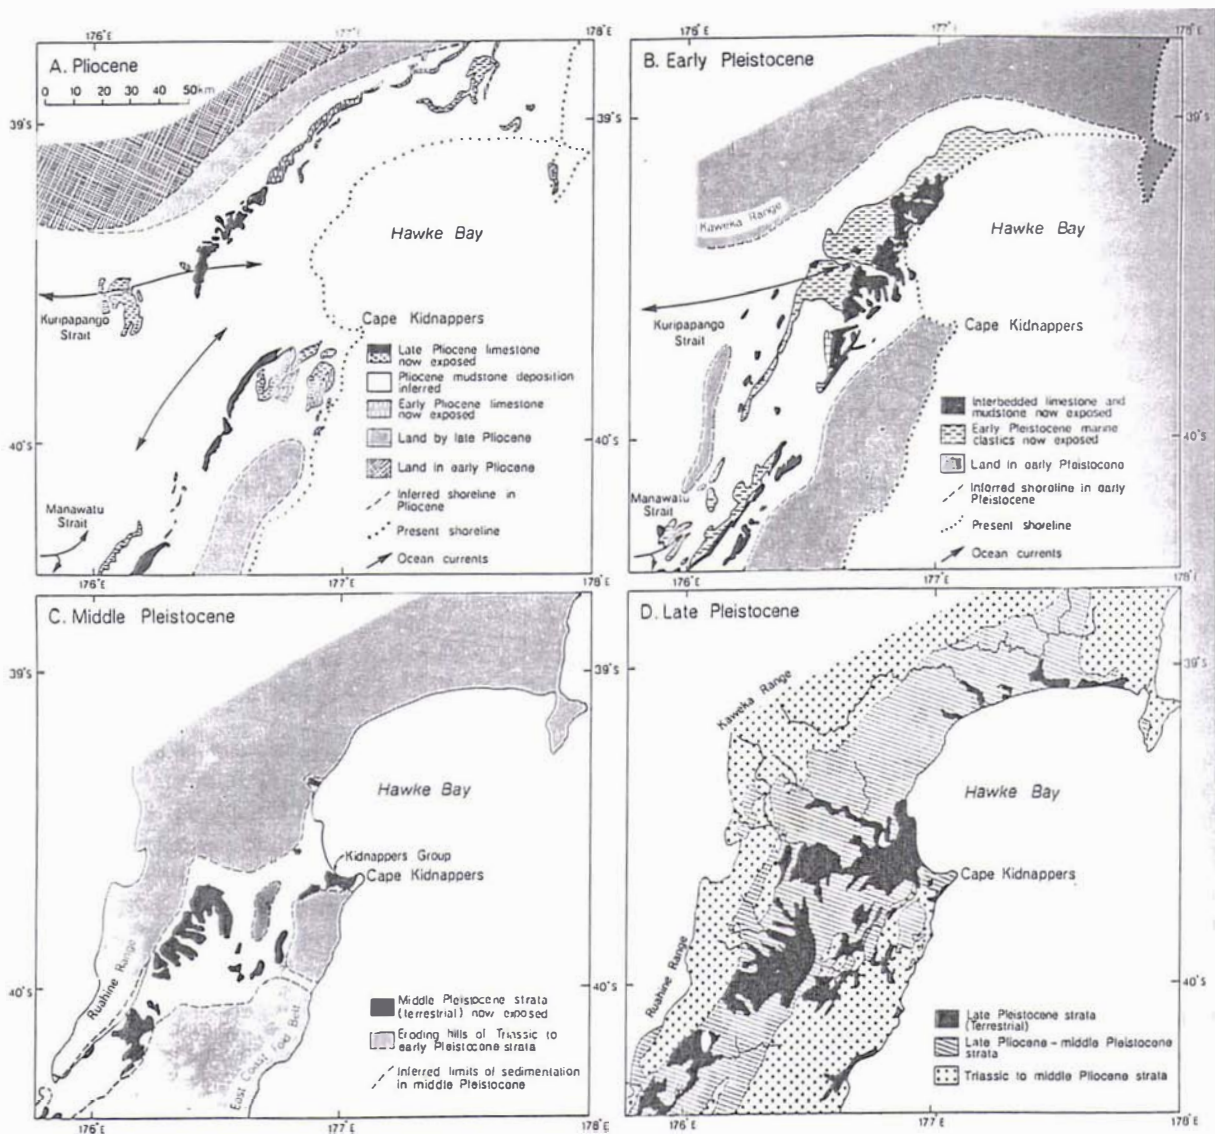 176°E
177°E
178°E
A. Pliocene
0 10 20 30 40 50km
39°S
Hawke Bay
Kuripapango
Strait
Cape Kidnappers
Late Pliocene limestone
now exposed
Pliocene mudstone deposition
inferred
Early Pliocene limestone
now exposed
Land by late Pliocene
Land in early Pliocene
Inferred shoreline in
Pliocene
Present shoreline
Ocean currents
40°S
Manawatu
Strait
176°E
177°E
178°E
176°E
177°E
178°E
B. Early Pleistocene
39°S
Kaweka Range
Hawke Bay
Kuripapango
Strait
Cape Kidnappers
Interbedded limestone and
mudstone now exposed
Early Pleistocene marine
clastics now exposed
Land in early Pleistocene
Inferred shoreline in early
Pleistocene
Present shoreline
Ocean currents
40°S
Manawatu
Strait
176°E
177°E
178°E
C. Middle Pleistocene
39°S
Hawke Bay
Kidnappers Group
Cape Kidnappers
Ruahine Range
40°S
East Coast Fold Belt
Middle Pleistocene strata
(terrestrial) now exposed
Eroding hills of Triassic to
early Pleistocene strata
Inferred limits of sedimentation
in middle Pleistocene
176°E
177°E
178°E
D. Late Pleistocene
39°S
Kaweka Range
Hawke Bay
Cape Kidnappers
Ruahine Range
40°S
Late Pleistocene strata
(Terrestrial)
Late Pliocene - middle Pleistocene
strata
Triassic to middle Pliocene strata
176°E
177°E
178°E